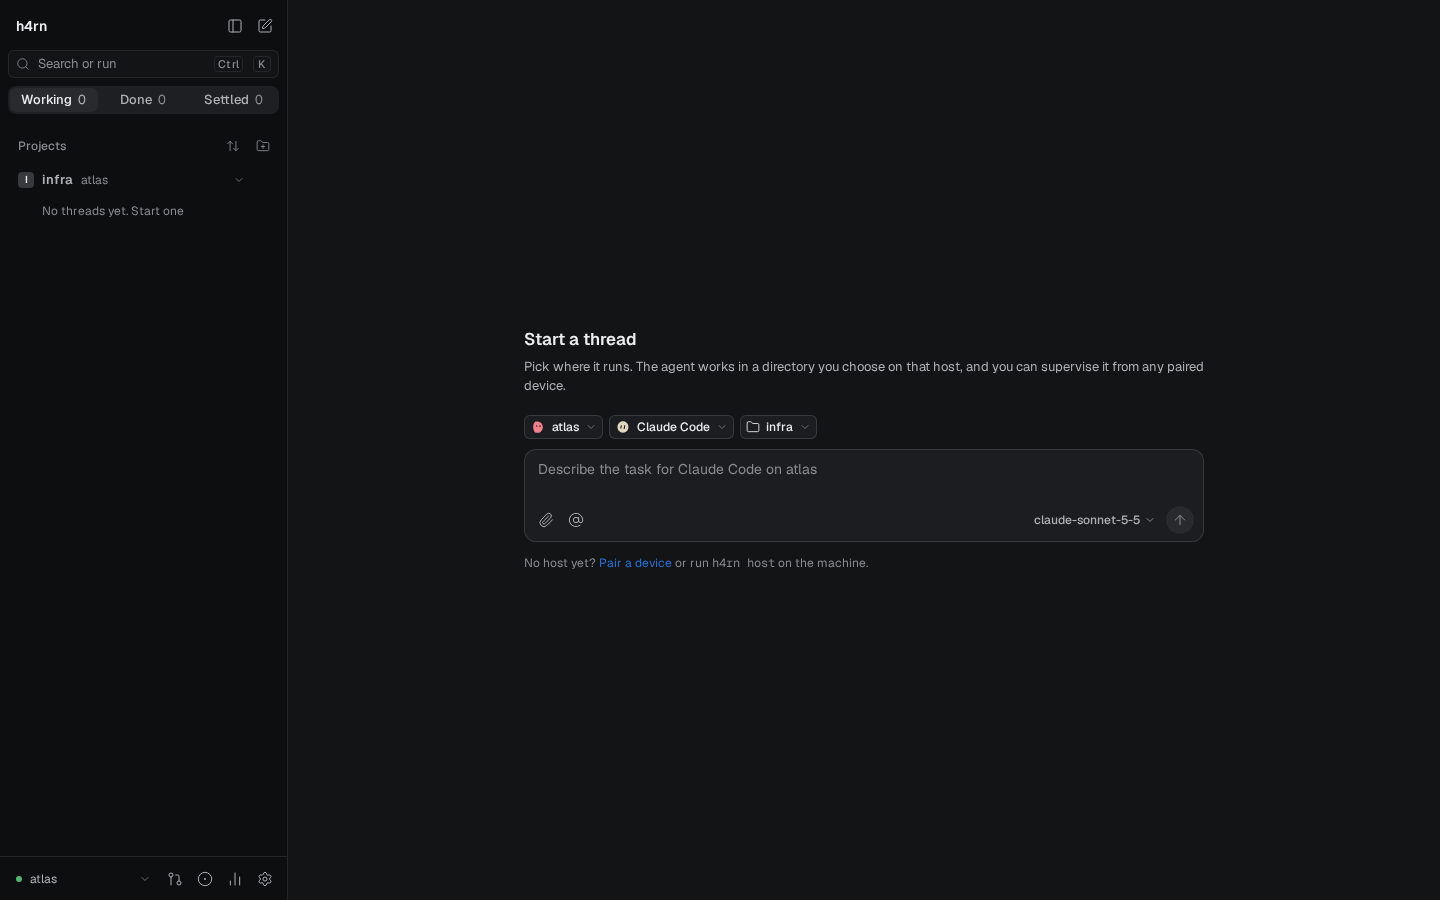 h4rn
Search or run Ctrl K
Working 0 Done 0 Settled 0
Projects
I infra atlas
No threads yet. Start one
Start a thread
Pick where it runs. The agent works in a directory you choose on that host, and you can supervise it from any paired
device.
atlas Claude Code infra
Describe the task for Claude Code on atlas
claude-sonnet-5-5
No host yet? Pair a device or run h4rn host on the machine.
atlas